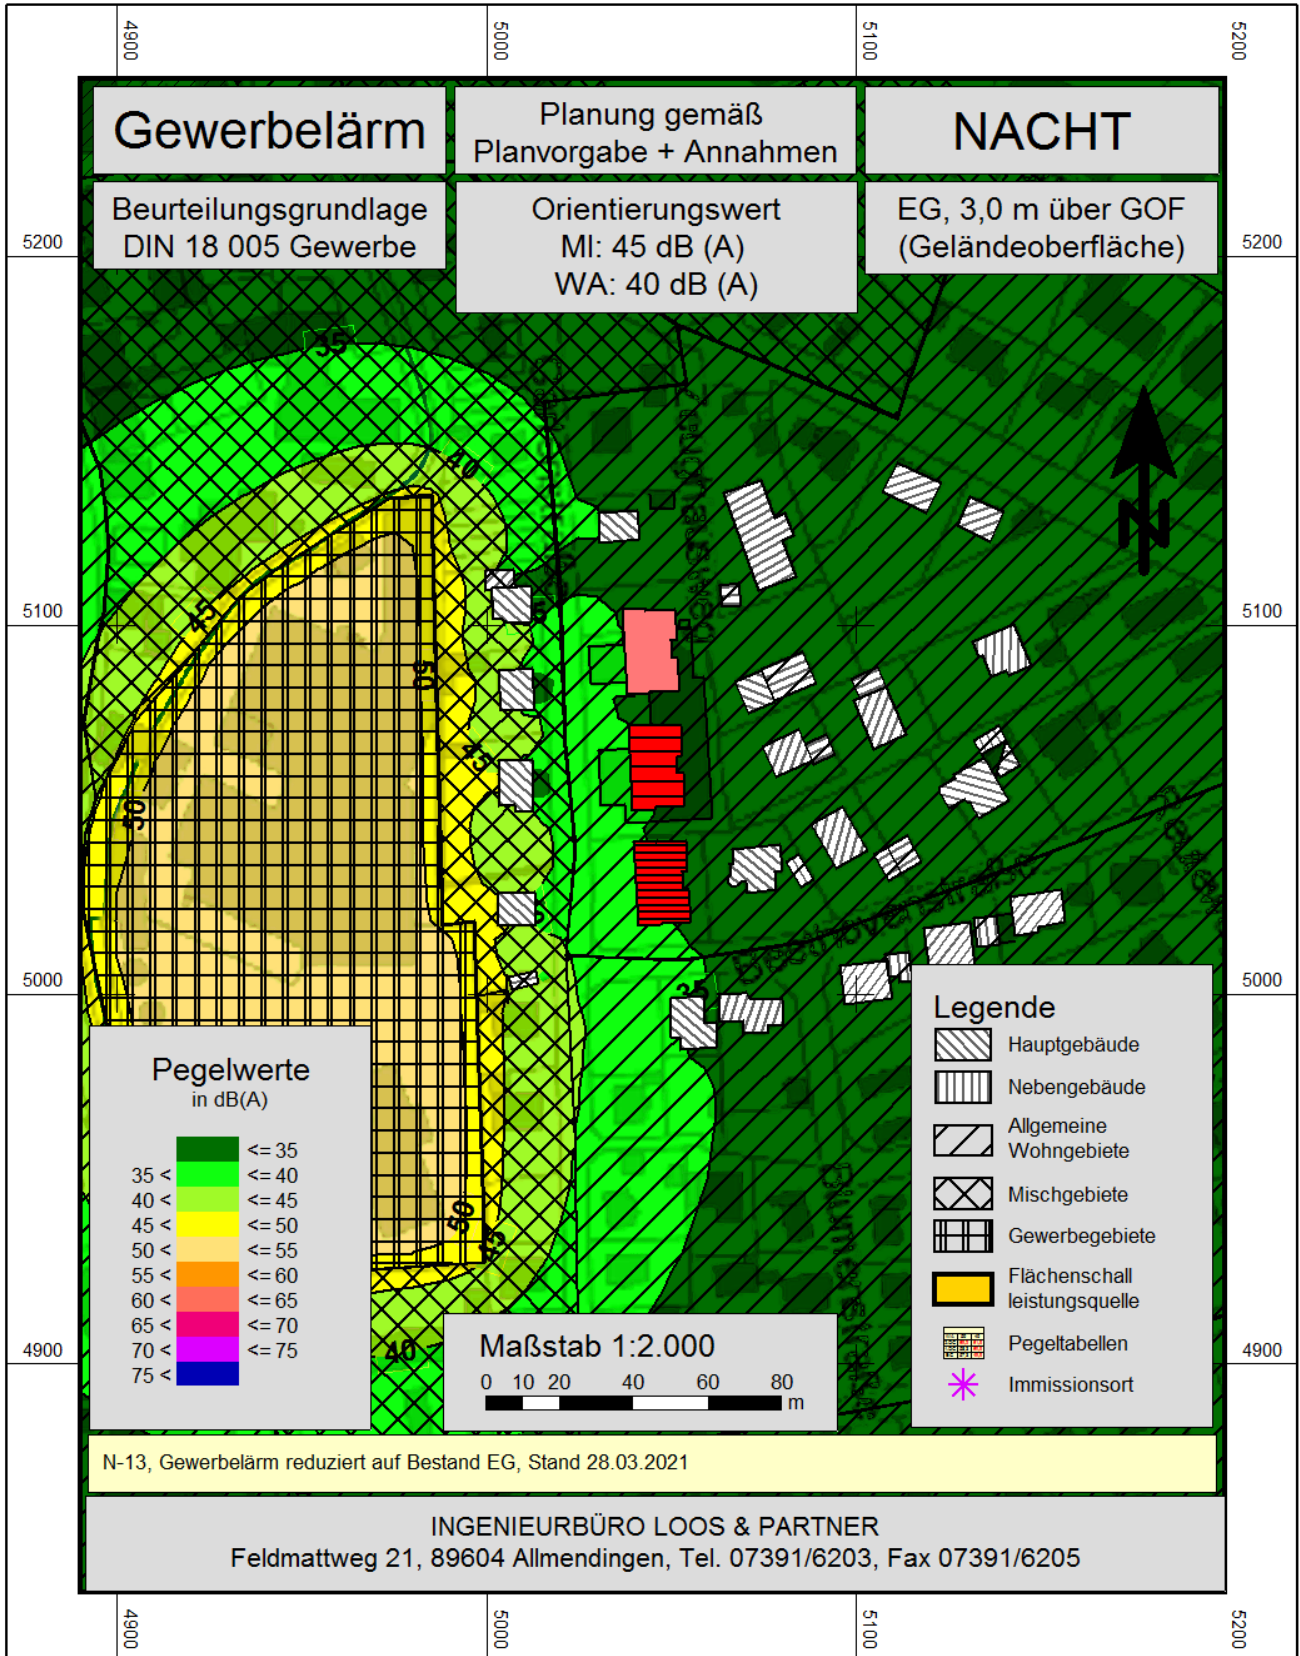 4900
5000
5100
5200
Gewerbelärm
Planung gemäß
Planvorgabe + Annahmen
NACHT
Beurteilungsgrundlage
DIN 18 005 Gewerbe
Orientierungswert
MI: 45 dB (A)
WA: 40 dB (A)
EG, 3,0 m über GOF
(Geländeoberfläche)
5200
5200
35
40
N
5100
5100
45
50
45
50
Beethovenstraße
5000
5000
35
50
45
40
Pegelwerte
in dB(A)
<= 35
35 < <= 40
40 < <= 45
45 < <= 50
50 < <= 55
55 < <= 60
60 < <= 65
65 < <= 70
70 < <= 75
75 <
Legende
Hauptgebäude
Nebengebäude
Allgemeine
Wohngebiete
Mischgebiete
Gewerbegebiete
Flächenschall
leistungsquelle
Pegeltabellen
Immissionsort
Maßstab 1:2.000
0 10 20 40 60 80
m
4900
4900
N-13, Gewerbelärm reduziert auf Bestand EG, Stand 28.03.2021
INGENIEURBÜRO LOOS & PARTNER
Feldmattweg 21, 89604 Allmendingen, Tel. 07391/6203, Fax 07391/6205
4900
5000
5100
5200